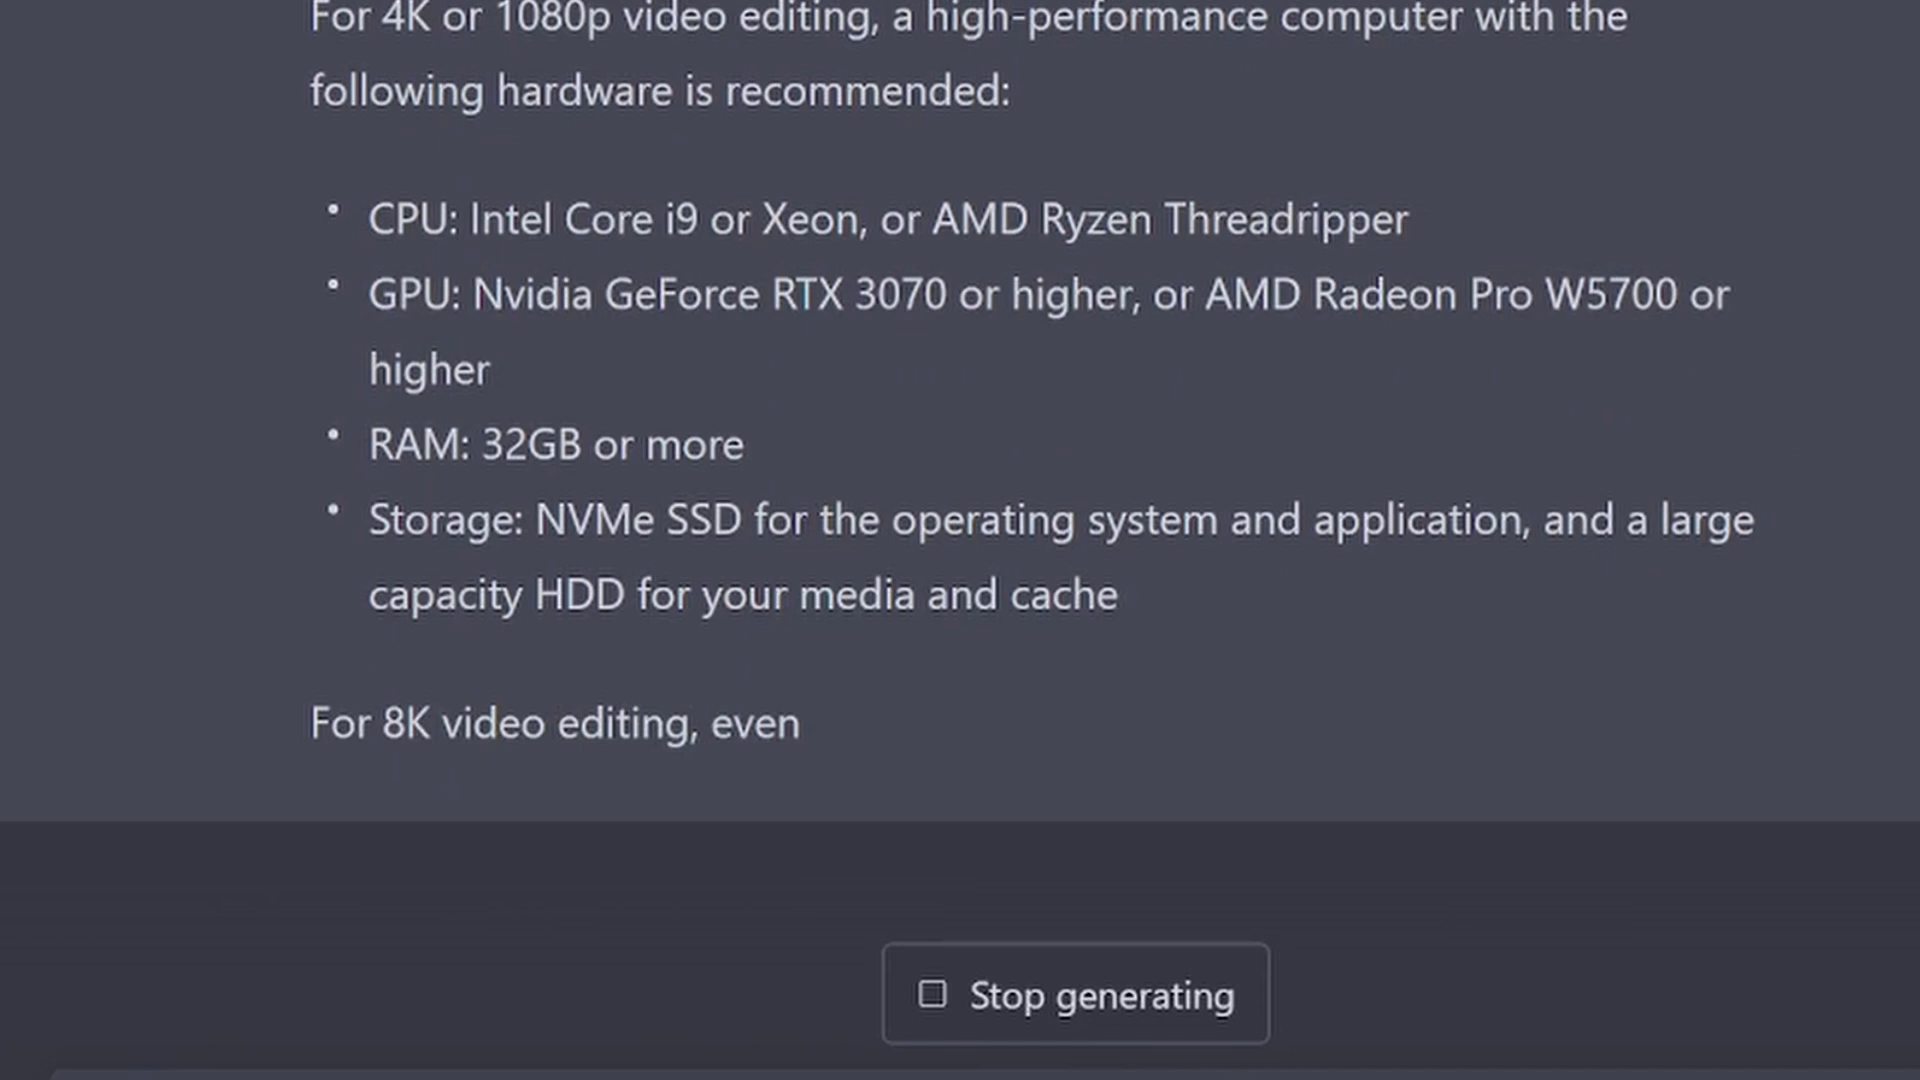 For 4K or 1080p video editing, a high-performance computer with the
following hardware is recommended:
• CPU: Intel Core i9 or Xeon, or AMD Ryzen Threadripper
• GPU: Nvidia GeForce RTX 3070 or higher, or AMD Radeon Pro W5700 or
higher
• RAM: 32GB or more
• Storage: NVMe SSD for the operating system and application, and a large
capacity HDD for your media and cache
For 8K video editing, even
Stop generating